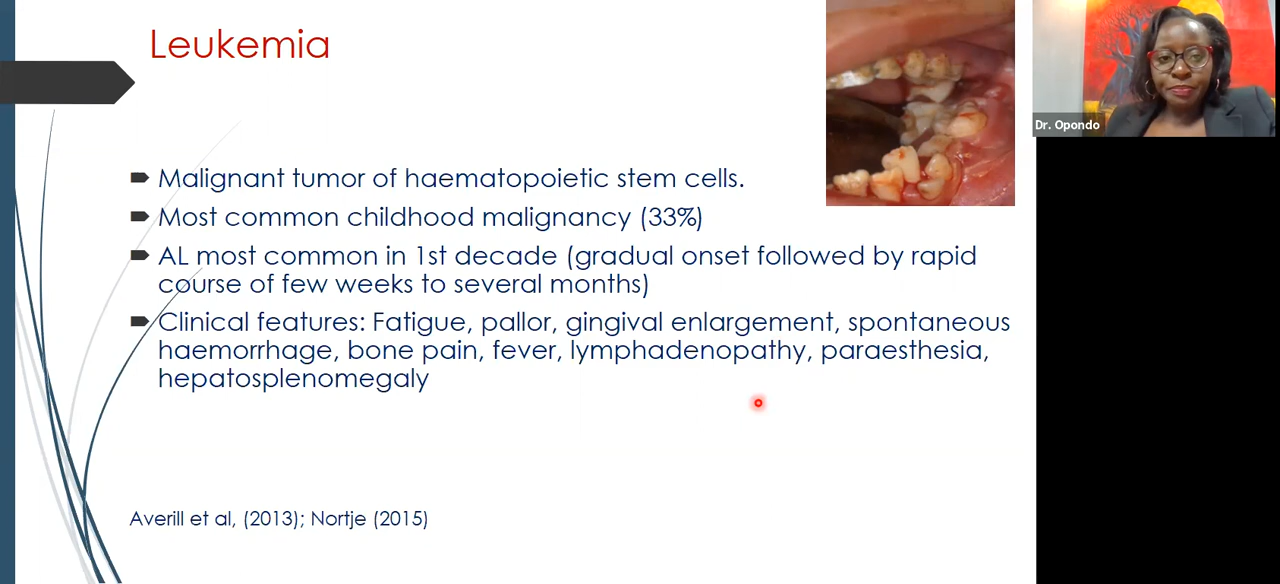 Leukemia
Dr. Opondo
Malignant tumor of haematopoietic stem cells.
Most common childhood malignancy (33%)
AL most common in 1st decade (gradual onset followed by rapid
course of few weeks to several months)
Clinical features: Fatigue, pallor, gingival enlargement, spontaneous
haemorrhage, bone pain, fever, lymphadenopathy, paraesthesia,
hepatosplenomegaly
Averill et al, (2013); Nortje (2015)